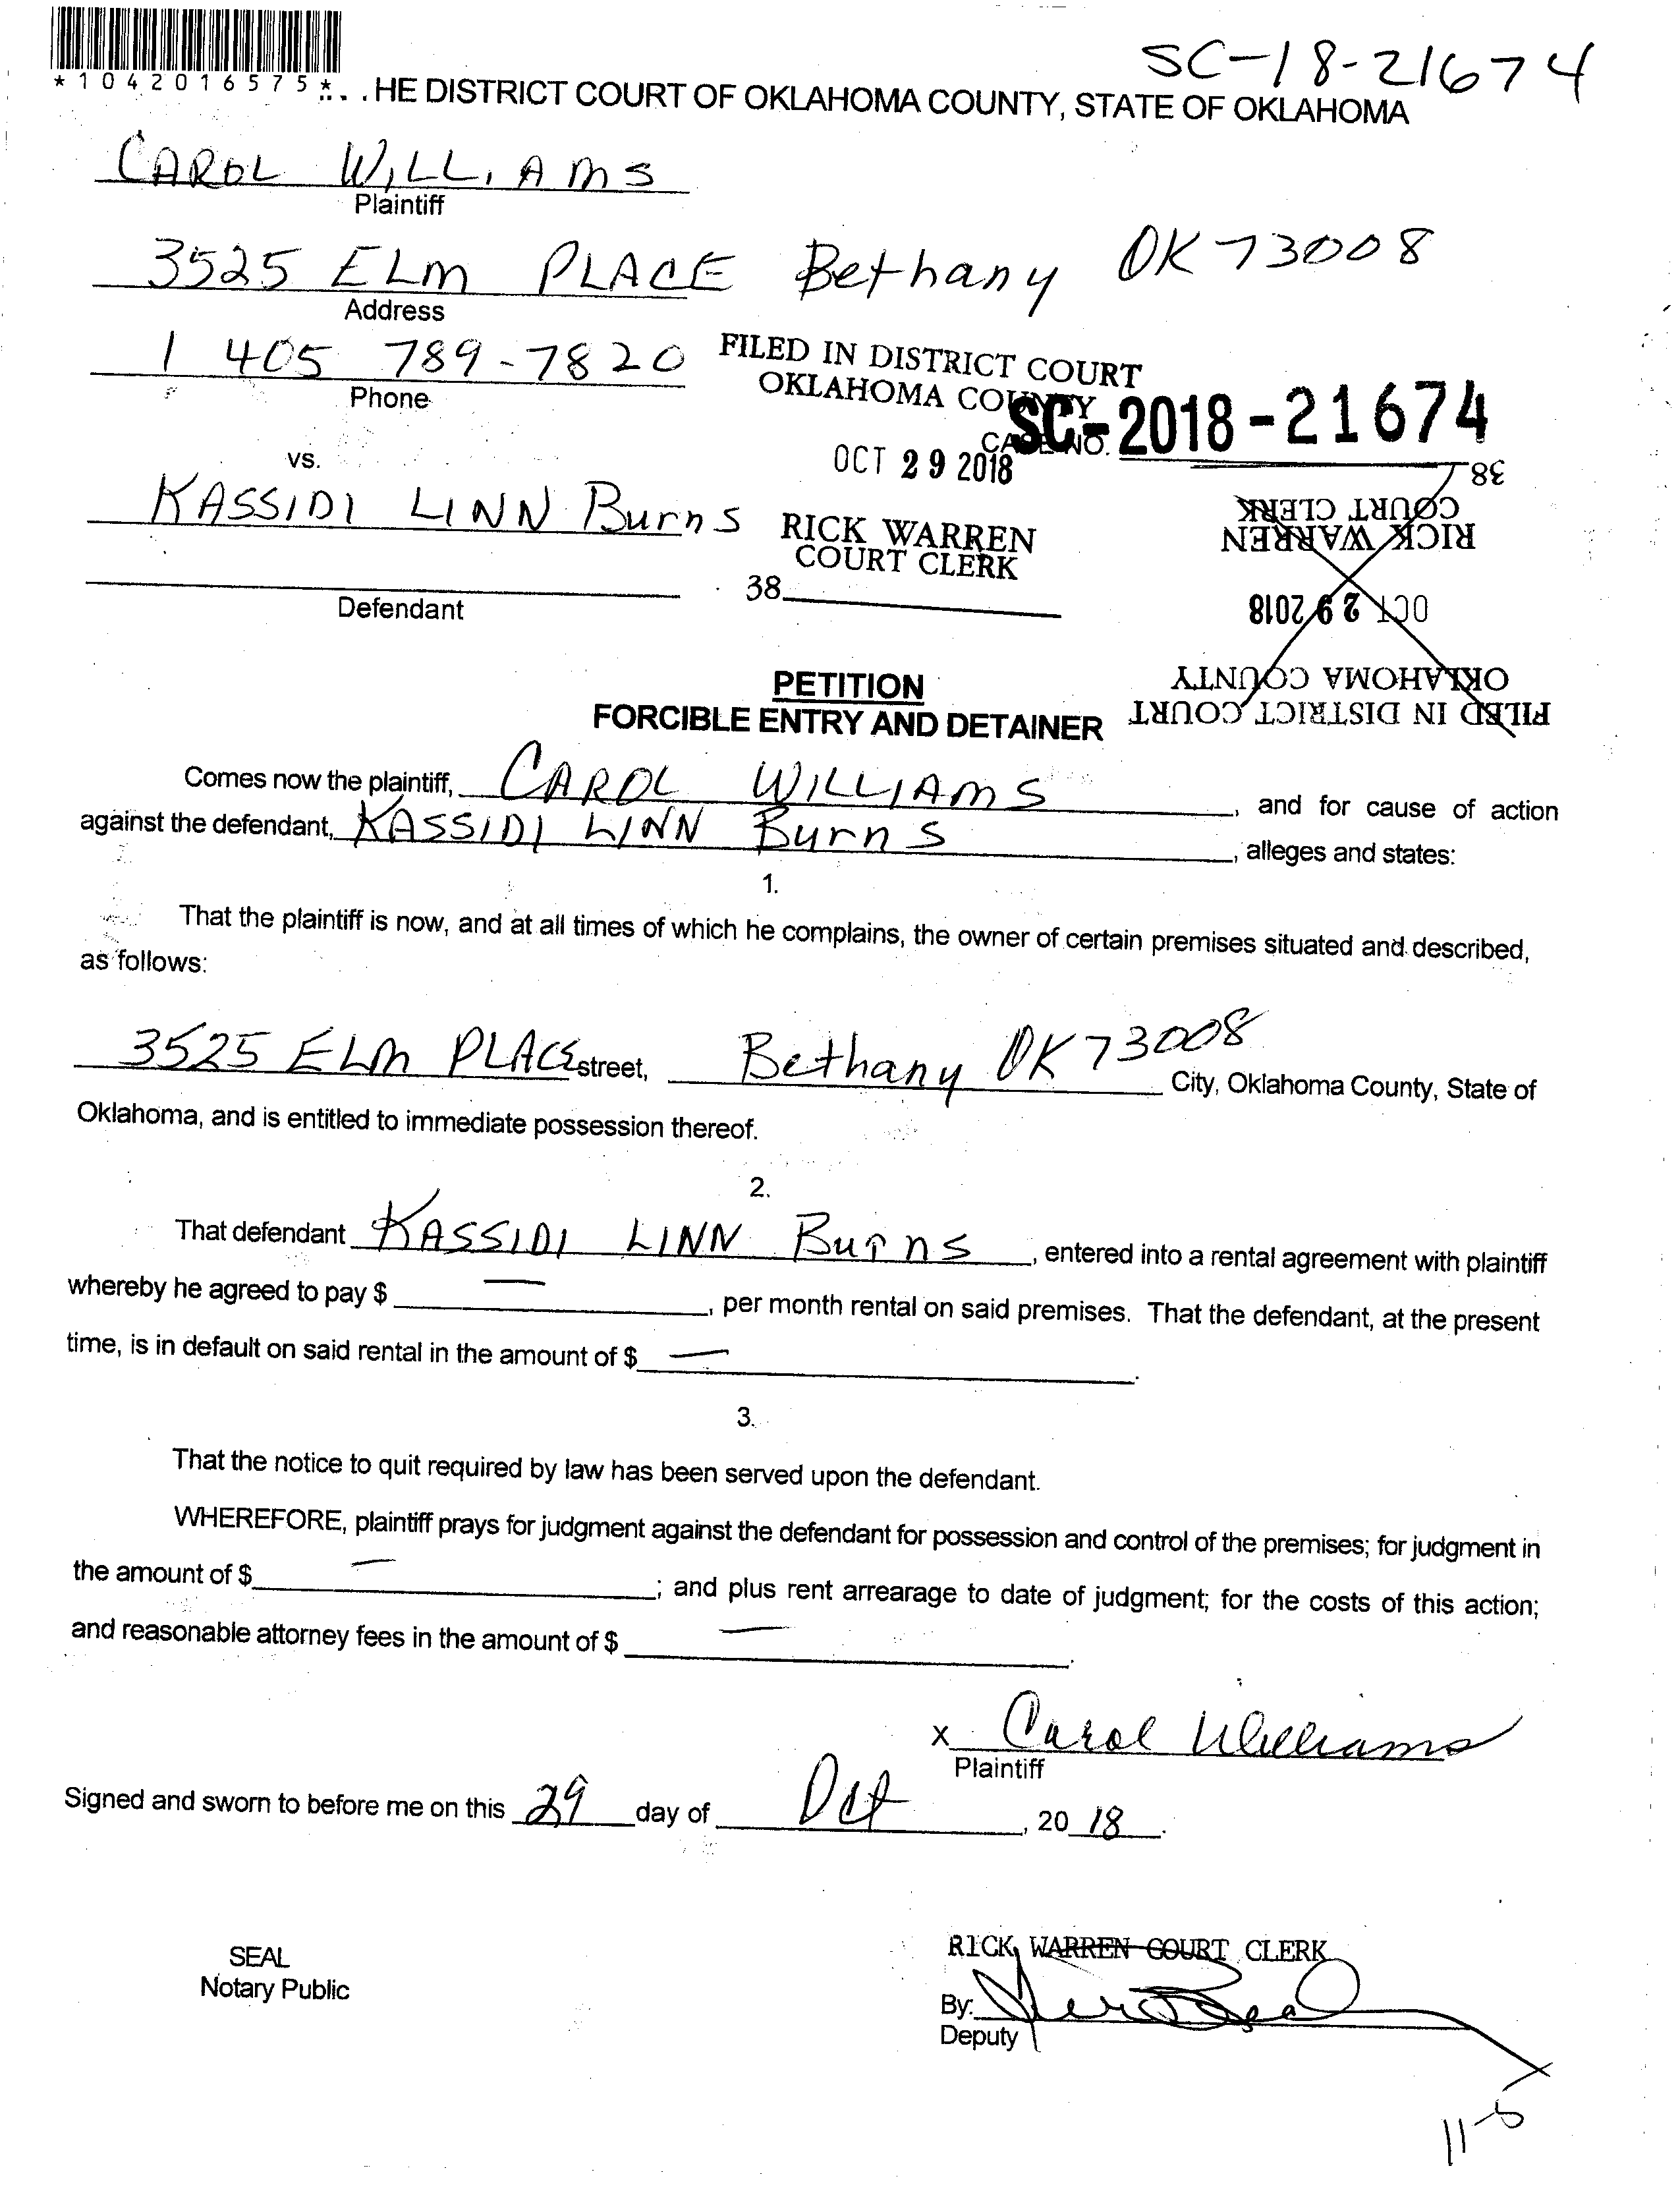 SC-18-21674
*1042016575*
HE DISTRICT COURT OF OKLAHOMA COUNTY, STATE OF OKLAHOMA
CAROL WILLIAMS
Plaintiff
3525 ELM PLACE Bethany OK 73008
Address
1 405 789-7820
Phone
FILED IN DISTRICT COURT
OKLAHOMA COUNTY
CASE NO. SC-2018-21674
OCT 29 2018
vs.
KASSIDI LINN Burns
RICK WARREN
COURT CLERK
38
Defendant
FILED IN DISTRICT COURT
OKLAHOMA COUNTY
OCT 29 2018
RICK WARREN
COURT CLERK
38
PETITION
FORCIBLE ENTRY AND DETAINER
Comes now the plaintiff, CAROL WILLIAMS, and for cause of action
against the defendant, KASSIDI LINN Burns, alleges and states:
1.
That the plaintiff is now, and at all times of which he complains, the owner of certain premises situated and described,
as follows:
3525 ELM PLACE street, Bethany OK 73008 City, Oklahoma County, State of
Oklahoma, and is entitled to immediate possession thereof.
2.
That defendant KASSIDI LINN Burns, entered into a rental agreement with plaintiff
whereby he agreed to pay $ —, per month rental on said premises. That the defendant, at the present
time, is in default on said rental in the amount of $ —.
3.
That the notice to quit required by law has been served upon the defendant.
WHEREFORE, plaintiff prays for judgment against the defendant for possession and control of the premises; for judgment in
the amount of $ —; and plus rent arrearage to date of judgment; for the costs of this action;
and reasonable attorney fees in the amount of $ —.
x Carol Williams
Plaintiff
Signed and sworn to before me on this 29 day of Oct, 2018.
SEAL
Notary Public
RICK WARREN COURT CLERK
By:
Deputy
11-5